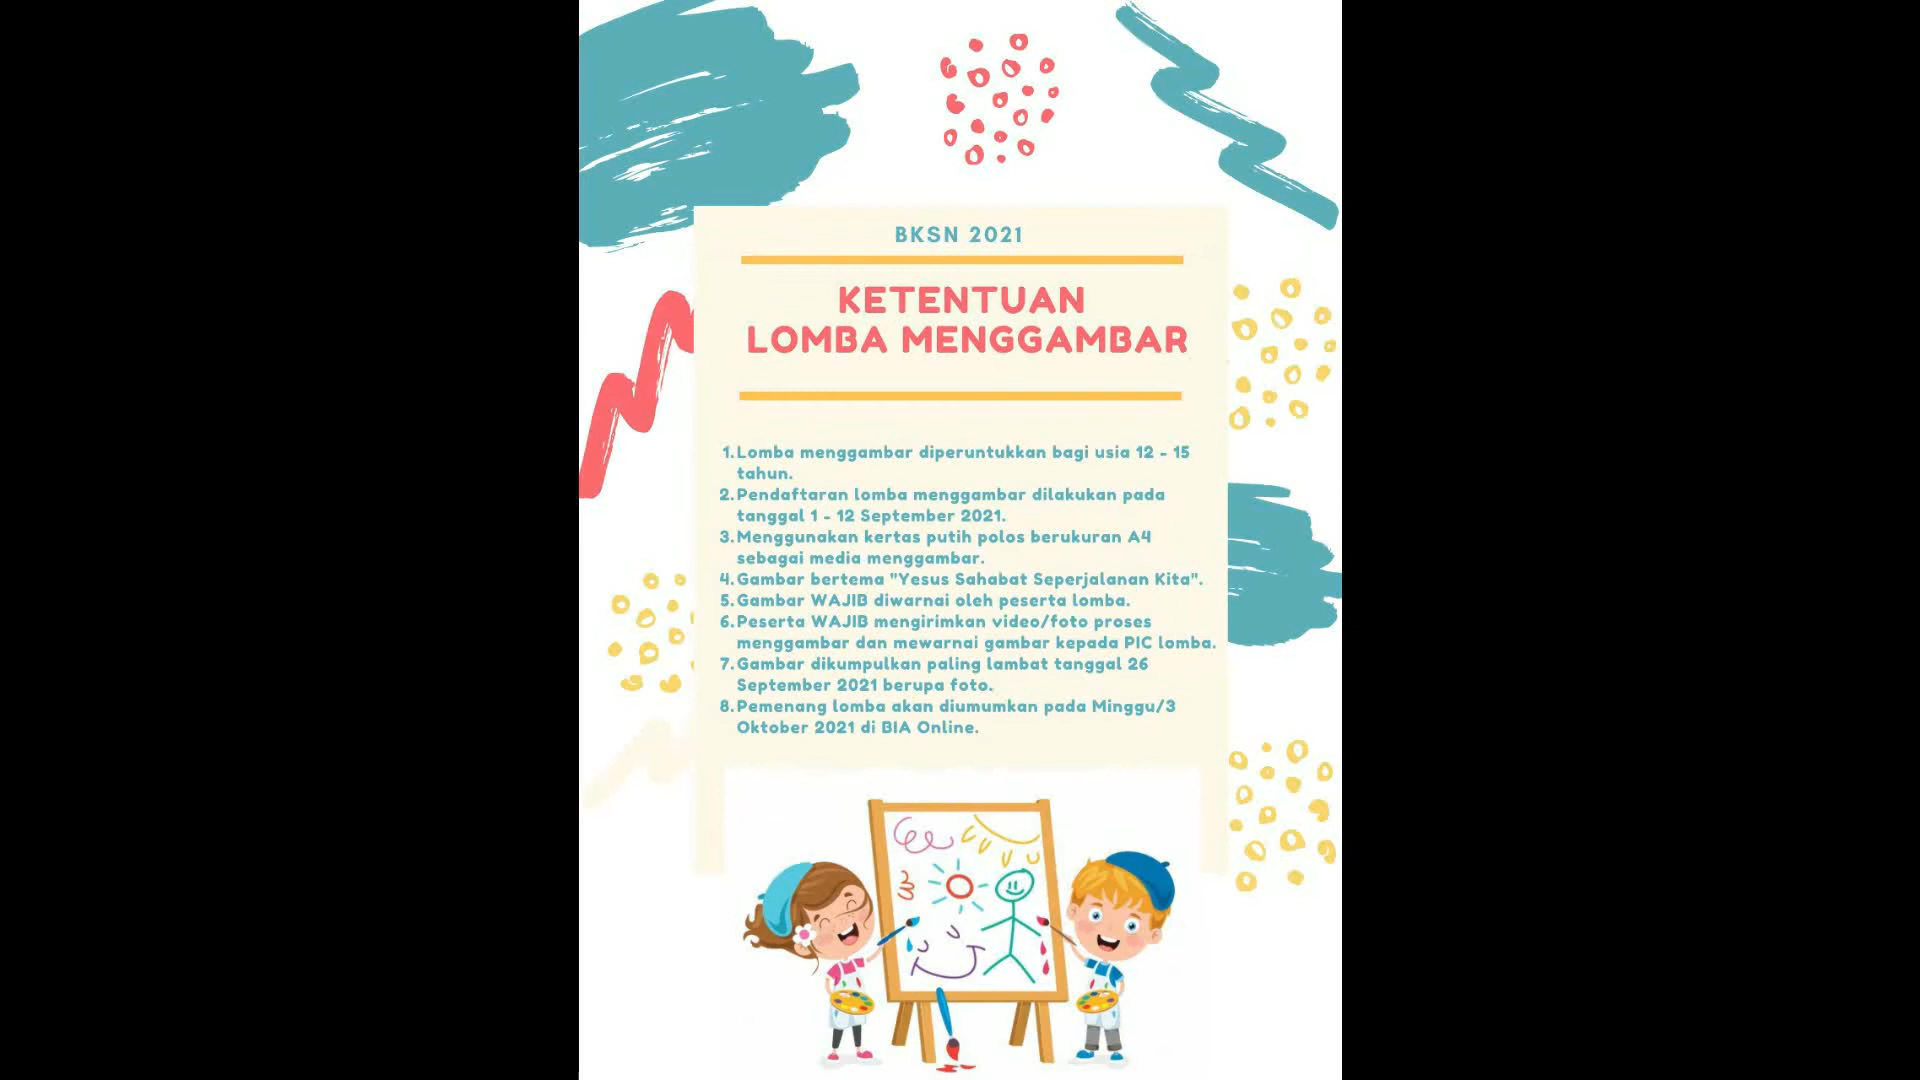 BKSN 2021
KETENTUAN
LOMBA MENGGAMBAR
1. Lomba menggambar diperuntukkan bagi usia 12 - 15
tahun.
2. Pendaftaran lomba menggambar dilakukan pada
tanggal 1 - 12 September 2021.
3. Menggunakan kertas putih polos berukuran A4
sebagai media menggambar.
4. Gambar bertema "Yesus Sahabat Seperjalanan Kita".
5. Gambar WAJIB diwarnai oleh peserta lomba.
6. Peserta WAJIB mengirimkan video/foto proses
menggambar dan mewarnai gambar kepada PIC lomba.
7. Gambar dikumpulkan paling lambat tanggal 26
September 2021 berupa foto.
8. Pemenang lomba akan diumumkan pada Minggu/3
Oktober 2021 di BIA Online.